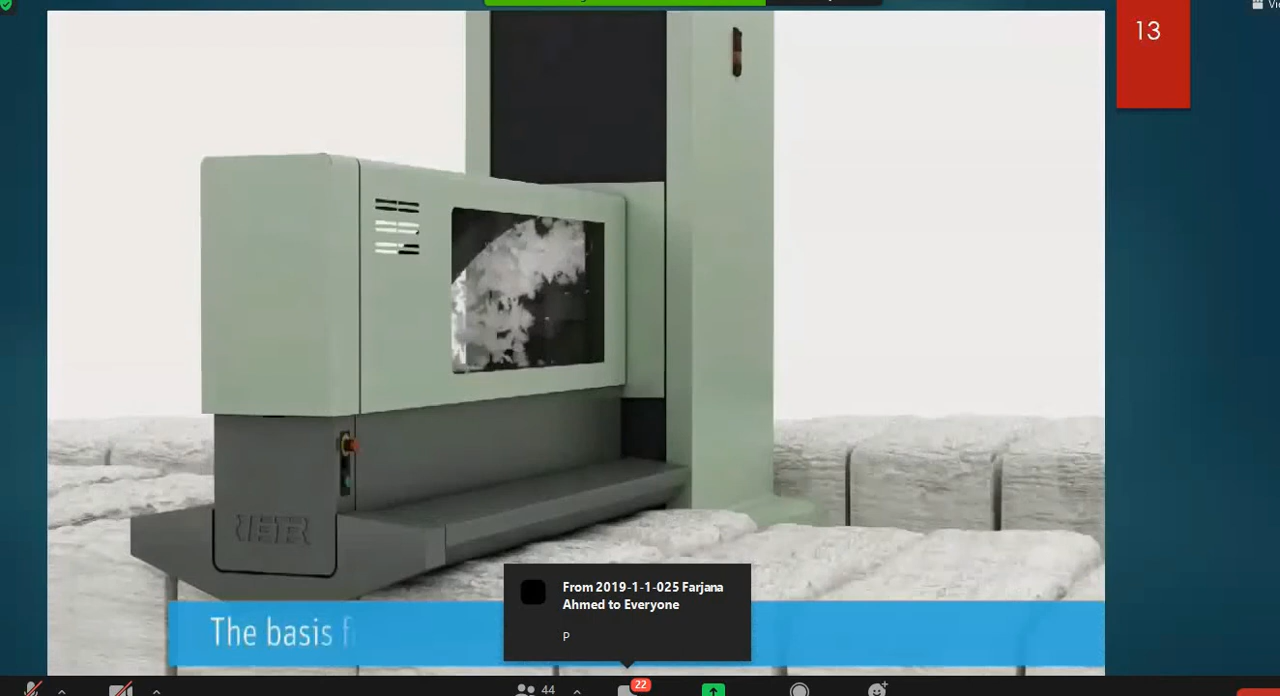 13
The basis
From 2019-1-1-025 Farjana
Ahmed to Everyone
P
44
22